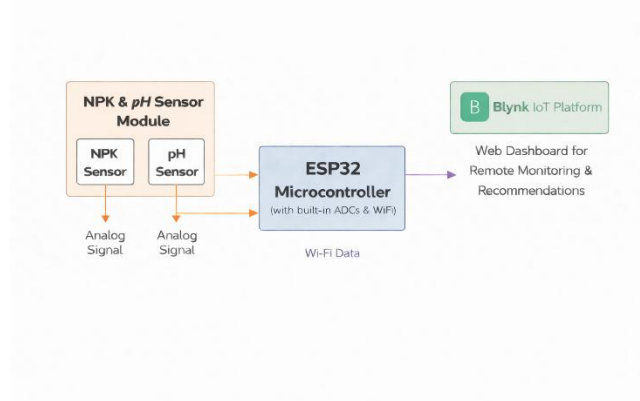 NPK & pH Sensor
Module
NPK
Sensor
pH
Sensor
Analog
Signal
Analog
Signal
ESP32
Microcontroller
(with built-in ADCs & WiFi)
Wi-Fi Data
B Blynk IoT Platform
Web Dashboard for
Remote Monitoring &
Recommendations